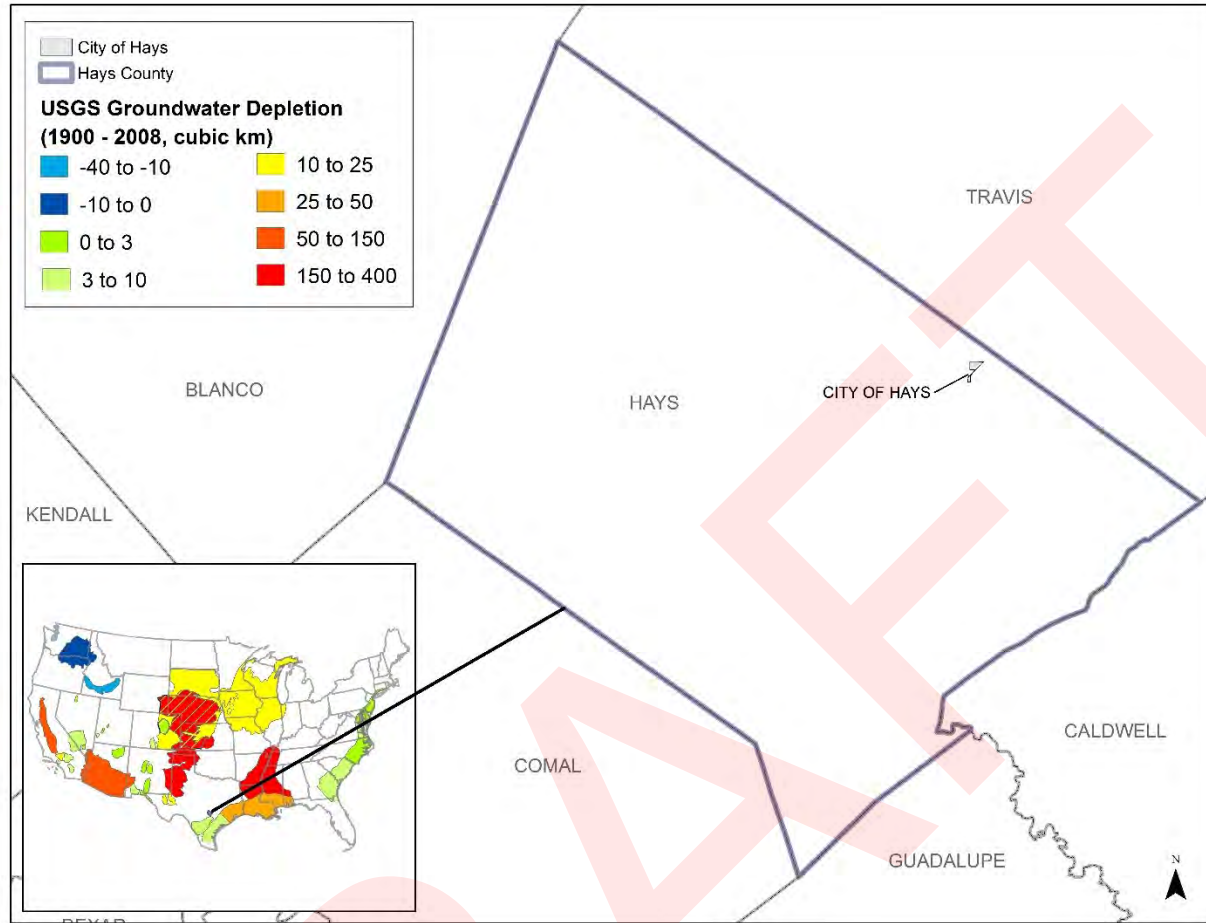 City of Hays
Hays County
USGS Groundwater Depletion
(1900 - 2008, cubic km)
-40 to -10
10 to 25
-10 to 0
25 to 50
0 to 3
50 to 150
3 to 10
150 to 400
TRAVIS
BLANCO
HAYS
CITY OF HAYS
KENDALL
COMAL
CALDWELL
GUADALUPE
N
BEXAR
DRAFT